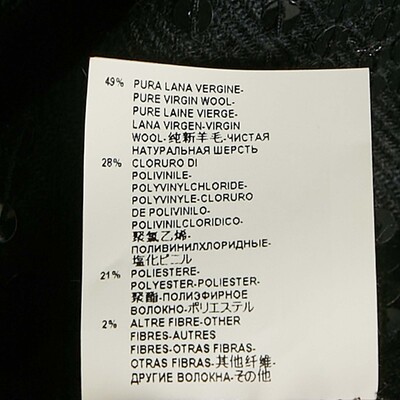 49% PURA LANA VERGINE-
PURE VIRGIN WOOL-
PURE LAINE VIERGE-
LANA VIRGEN-VIRGIN
WOOL-纯新羊毛-ЧИСТАЯ
НАТУРАЛЬНАЯ ШЕРСТЬ
28% CLORURO DI
POLIVINILE-
POLYVINYLCHLORIDE-
POLYVINYLE-CLORURO
DE POLIVINILO-
POLIVINILCLORIDICO-
聚氯乙烯-
ПОЛИВИНИЛХЛОРИДНЫЕ-
塩化ビニル
21% POLIESTERE-
POLYESTER-POLIESTER-
聚酯-ПОЛИЭФИРНОЕ
ВОЛОКНО-ポリエステル
2% ALTRE FIBRE-OTHER
FIBRES-AUTRES
FIBRES-OTRAS FIBRAS-
OTRAS FIBRAS-其他纤维-
ДРУГИЕ ВОЛОКНА-その他